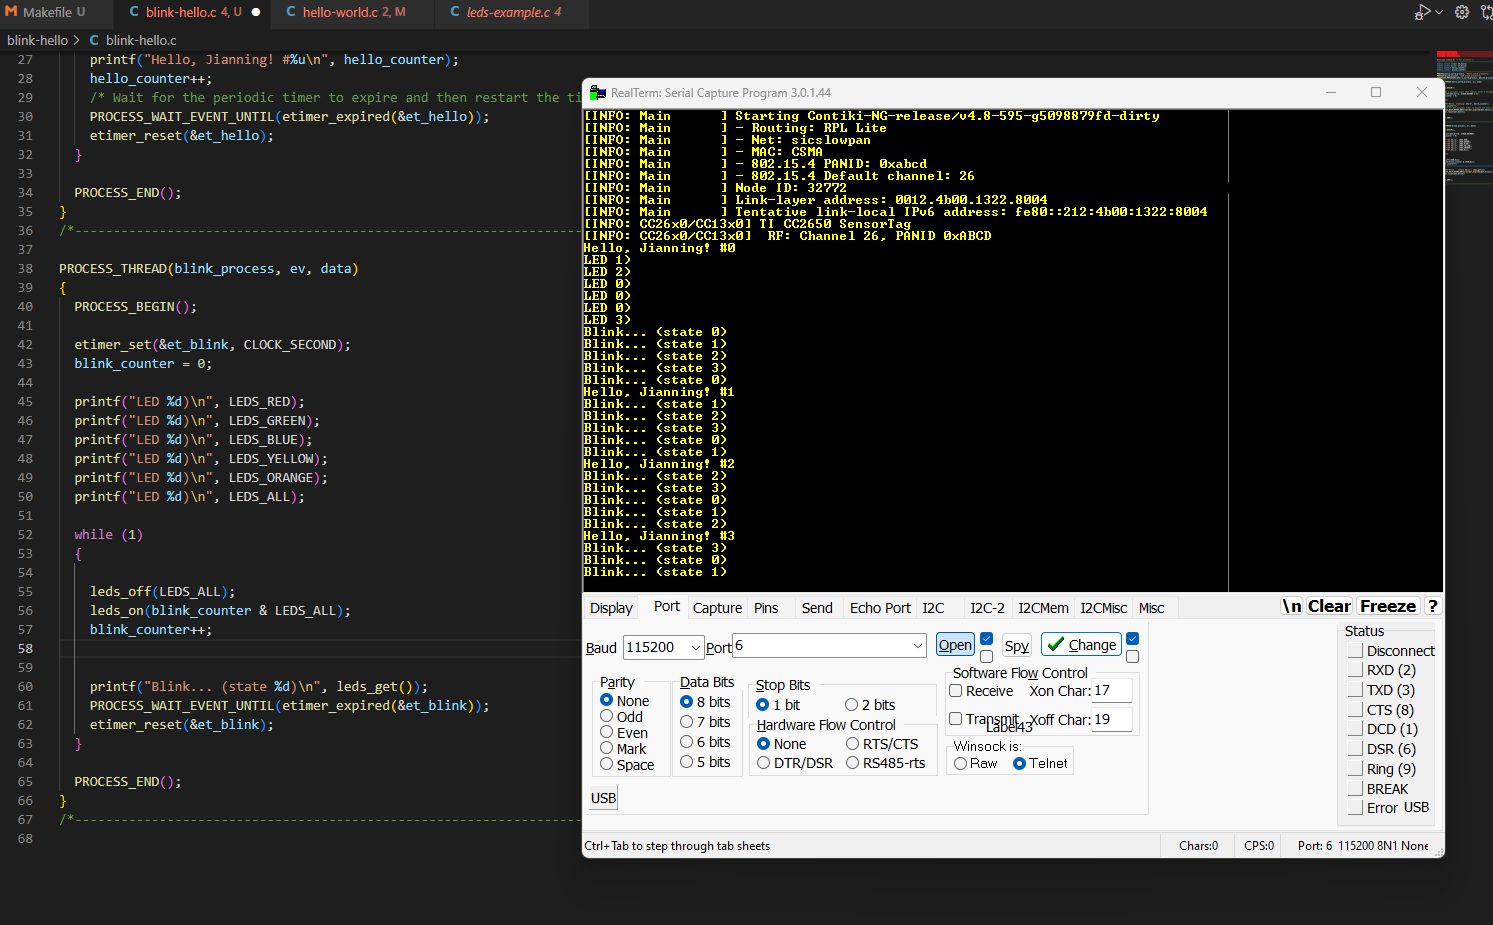 Makefile U
blink-hello.c 4, U
hello-world.c 2, M
leds-example.c 4
blink-hello > C blink-hello.c
27 printf("Hello, Jianning! #%u\n", hello_counter);
28 hello_counter++;
29 /* Wait for the periodic timer to expire and then restart the ti
30 PROCESS_WAIT_EVENT_UNTIL(etimer_expired(&et_hello));
31 etimer_reset(&et_hello);
32 }
33
34 PROCESS_END();
35 }
36 /*------------------------------------------------------------------
37
38 PROCESS_THREAD(blink_process, ev, data)
39 {
40 PROCESS_BEGIN();
41
42 etimer_set(&et_blink, CLOCK_SECOND);
43 blink_counter = 0;
44
45 printf("LED %d)\n", LEDS_RED);
46 printf("LED %d)\n", LEDS_GREEN);
47 printf("LED %d)\n", LEDS_BLUE);
48 printf("LED %d)\n", LEDS_YELLOW);
49 printf("LED %d)\n", LEDS_ORANGE);
50 printf("LED %d)\n", LEDS_ALL);
51
52 while (1)
53 {
54
55 leds_off(LEDS_ALL);
56 leds_on(blink_counter & LEDS_ALL);
57 blink_counter++;
58
59
60 printf("Blink... (state %d)\n", leds_get());
61 PROCESS_WAIT_EVENT_UNTIL(etimer_expired(&et_blink));
62 etimer_reset(&et_blink);
63 }
64
65 PROCESS_END();
66 }
67 /*------------------------------------------------------------------
68
RealTerm: Serial Capture Program 3.0.1.44
[INFO: Main      ] Starting Contiki-NG-release/v4.8-595-g5098879fd-dirty
[INFO: Main      ] - Routing: RPL Lite
[INFO: Main      ] - Net: sicslowpan
[INFO: Main      ] - MAC: CSMA
[INFO: Main      ] - 802.15.4 PANID: 0xabcd
[INFO: Main      ] - 802.15.4 Default channel: 26
[INFO: Main      ] Node ID: 32772
[INFO: Main      ] Link-layer address: 0012.4b00.1322.8004
[INFO: Main      ] Tentative link-local IPv6 address: fe80::212:4b00:1322:8004
[INFO: CC26x0/CC13x0] TI CC2650 SensorTag
[INFO: CC26x0/CC13x0]  RF: Channel 26, PANID 0xABCD
Hello, Jianning! #0
LED 1)
LED 2)
LED 0)
LED 0)
LED 0)
LED 3)
Blink... (state 0)
Blink... (state 1)
Blink... (state 2)
Blink... (state 3)
Blink... (state 0)
Hello, Jianning! #1
Blink... (state 1)
Blink... (state 2)
Blink... (state 3)
Blink... (state 0)
Blink... (state 1)
Hello, Jianning! #2
Blink... (state 2)
Blink... (state 3)
Blink... (state 0)
Blink... (state 1)
Blink... (state 2)
Hello, Jianning! #3
Blink... (state 3)
Blink... (state 0)
Blink... (state 1)
Display Port Capture Pins Send Echo Port I2C I2C-2 I2CMem I2CMisc Misc \n Clear Freeze ?
Baud 115200 Port 6 Open Spy Change
Parity
None
Odd
Even
Mark
Space
Data Bits
8 bits
7 bits
6 bits
5 bits
Stop Bits
1 bit 2 bits
Hardware Flow Control
None RTS/CTS
DTR/DSR RS485-rts
Software Flow Control
Receive Xon Char: 17
Transmit Xoff Char: 19
Label43
Winsock is:
Raw Telnet
USB
Status
Disconnect
RXD (2)
TXD (3)
CTS (8)
DCD (1)
DSR (6)
Ring (9)
BREAK
Error USB
Ctrl+Tab to step through tab sheets Chars:0 CPS:0 Port: 6 115200 8N1 None